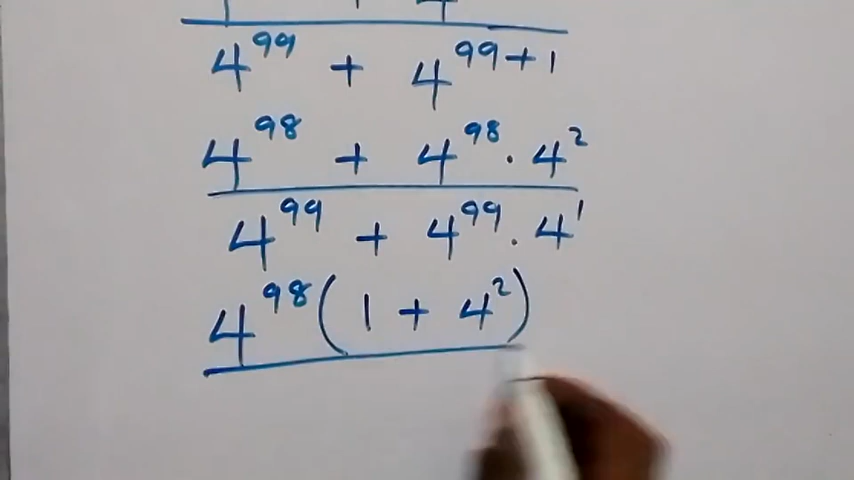 4^99 + 4^99+1
4^98 + 4^98 . 4^2
4^99 + 4^99 . 4^1
4^98 (1 + 4^2)